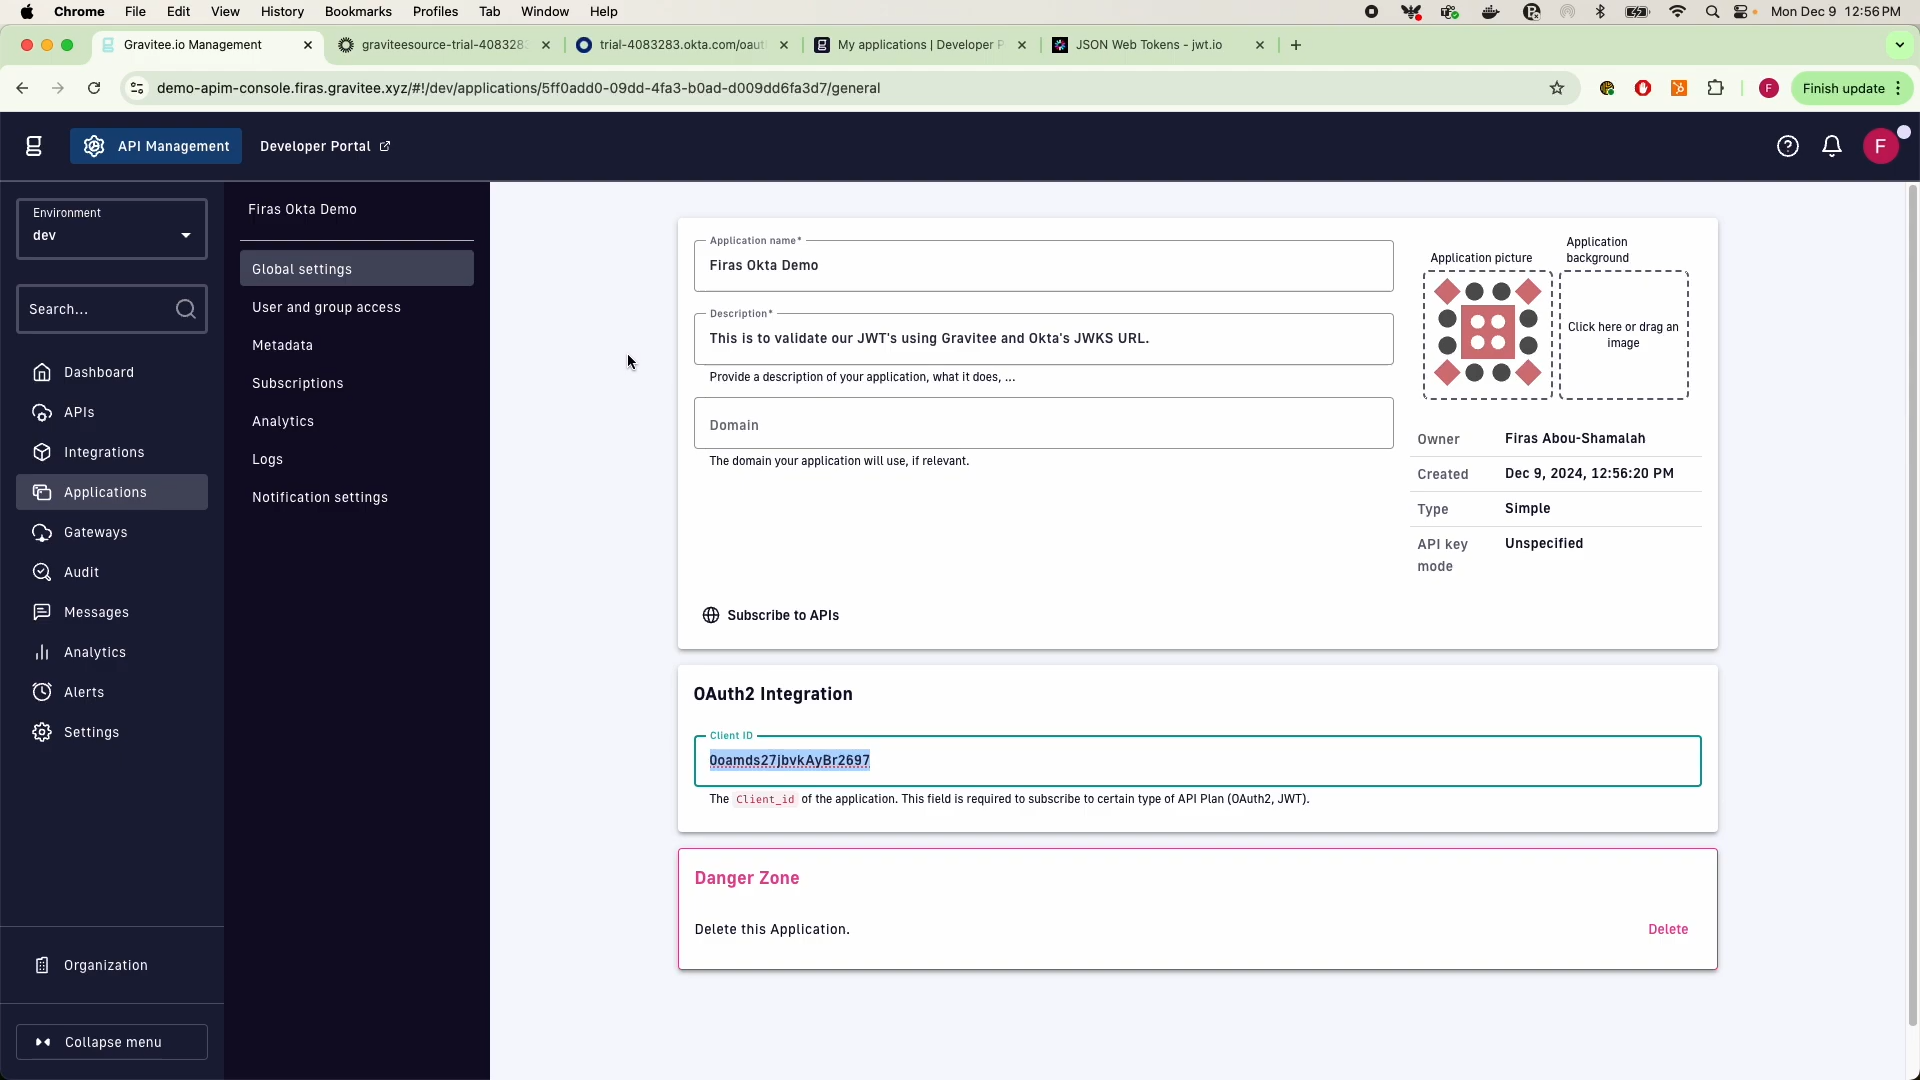 Chrome File Edit View History Bookmarks Profiles Tab Window Help Mon Dec 9 12:56 PM
Gravitee.io Management graviteesource-trial-4083283 trial-4083283.okta.com/oaut My applications | Developer P JSON Web Tokens - jwt.io
demo-apim-console.firas.gravitee.xyz/#!/dev/applications/5ff0add0-09dd-4fa3-b0ad-d009dd6fa3d7/general F Finish update
API Management Developer Portal F
Environment
dev
Search...
Dashboard
APIs
Integrations
Applications
Gateways
Audit
Messages
Analytics
Alerts
Settings
Organization
Collapse menu
Firas Okta Demo
Global settings
User and group access
Metadata
Subscriptions
Analytics
Logs
Notification settings
Application name*
Firas Okta Demo
Description*
This is to validate our JWT's using Gravitee and Okta's JWKS URL.
Provide a description of your application, what it does, ...
Domain
The domain your application will use, if relevant.
Application picture
Application
background
Click here or drag an
image
Owner Firas Abou-Shamalah
Created Dec 9, 2024, 12:56:20 PM
Type Simple
API key Unspecified
mode
Subscribe to APIs
OAuth2 Integration
Client ID
0oamds27jbvkAyBr2697
The Client_id of the application. This field is required to subscribe to certain type of API Plan (OAuth2, JWT).
Danger Zone
Delete this Application. Delete